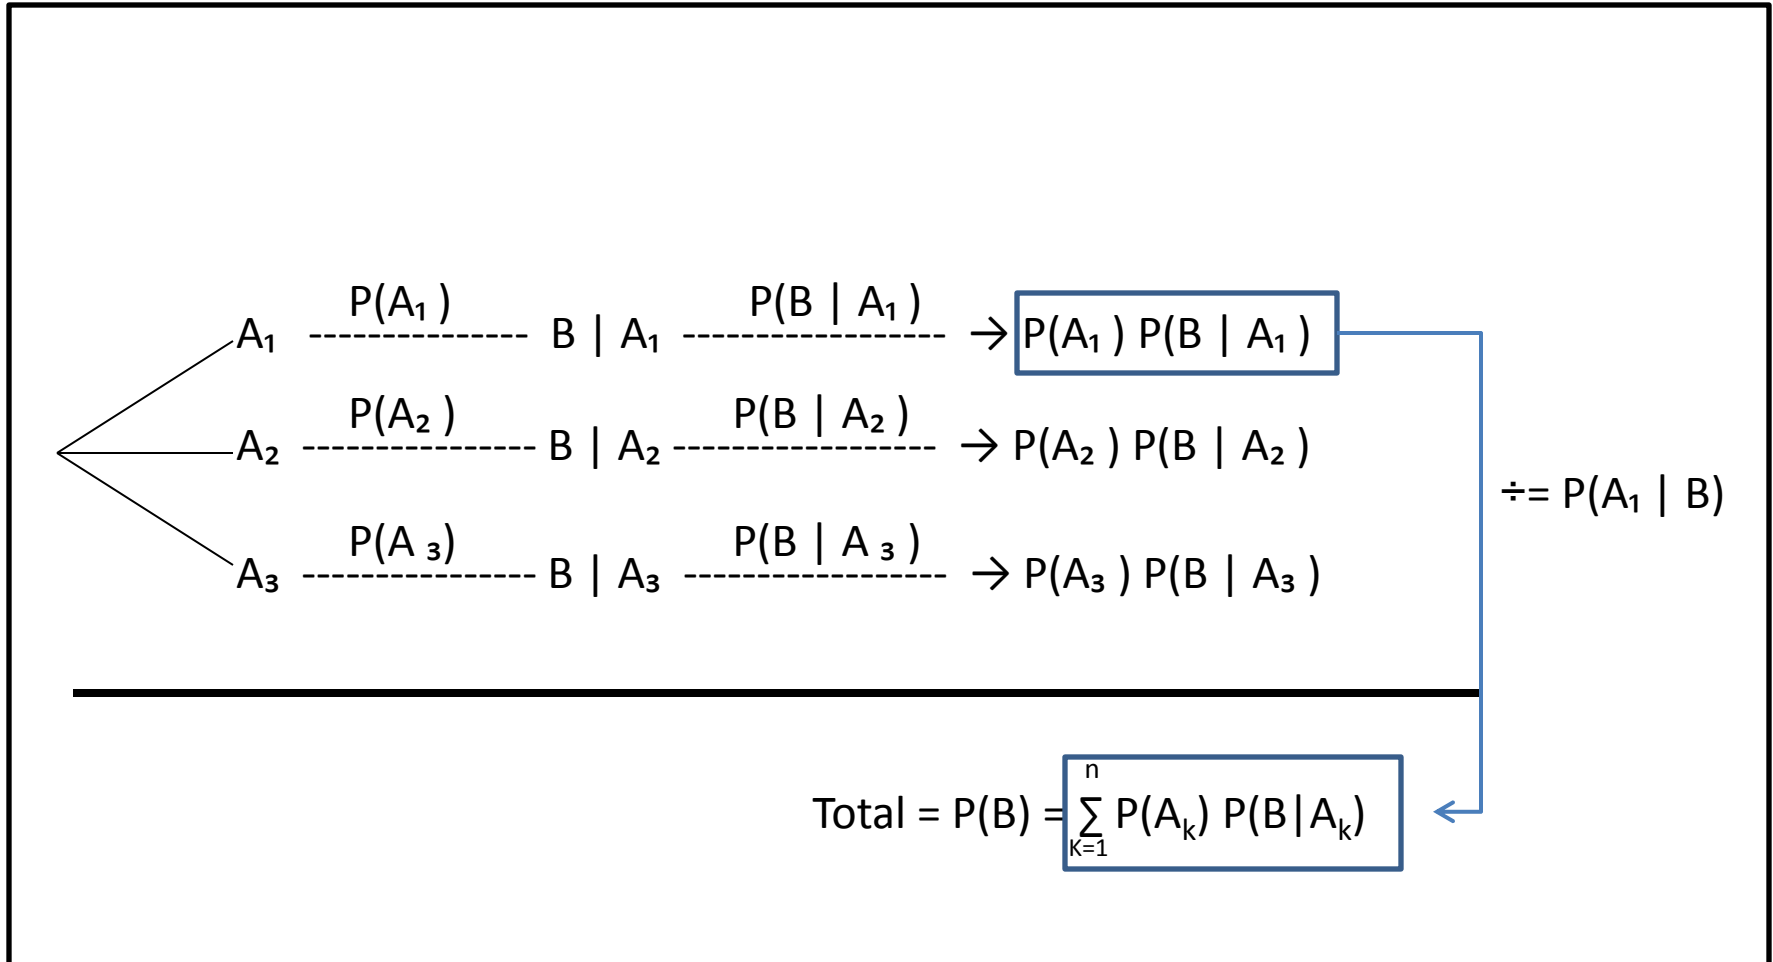 P(A₁ ) P(B | A₁ )
A₁ ---------------- B | A₁ ------------------- → P(A₁ ) P(B | A₁ )
P(A₂ ) P(B | A₂ )
A₂ ----------------- B | A₂ ------------------- → P(A₂ ) P(B | A₂ )
÷= P(A₁ | B)
P(A ₃) P(B | A ₃ )
A₃ ----------------- B | A₃ ------------------- → P(A₃ ) P(B | A₃ )
n
Total = P(B) = ∑ P(Aₖ) P(B|Aₖ)
K=1